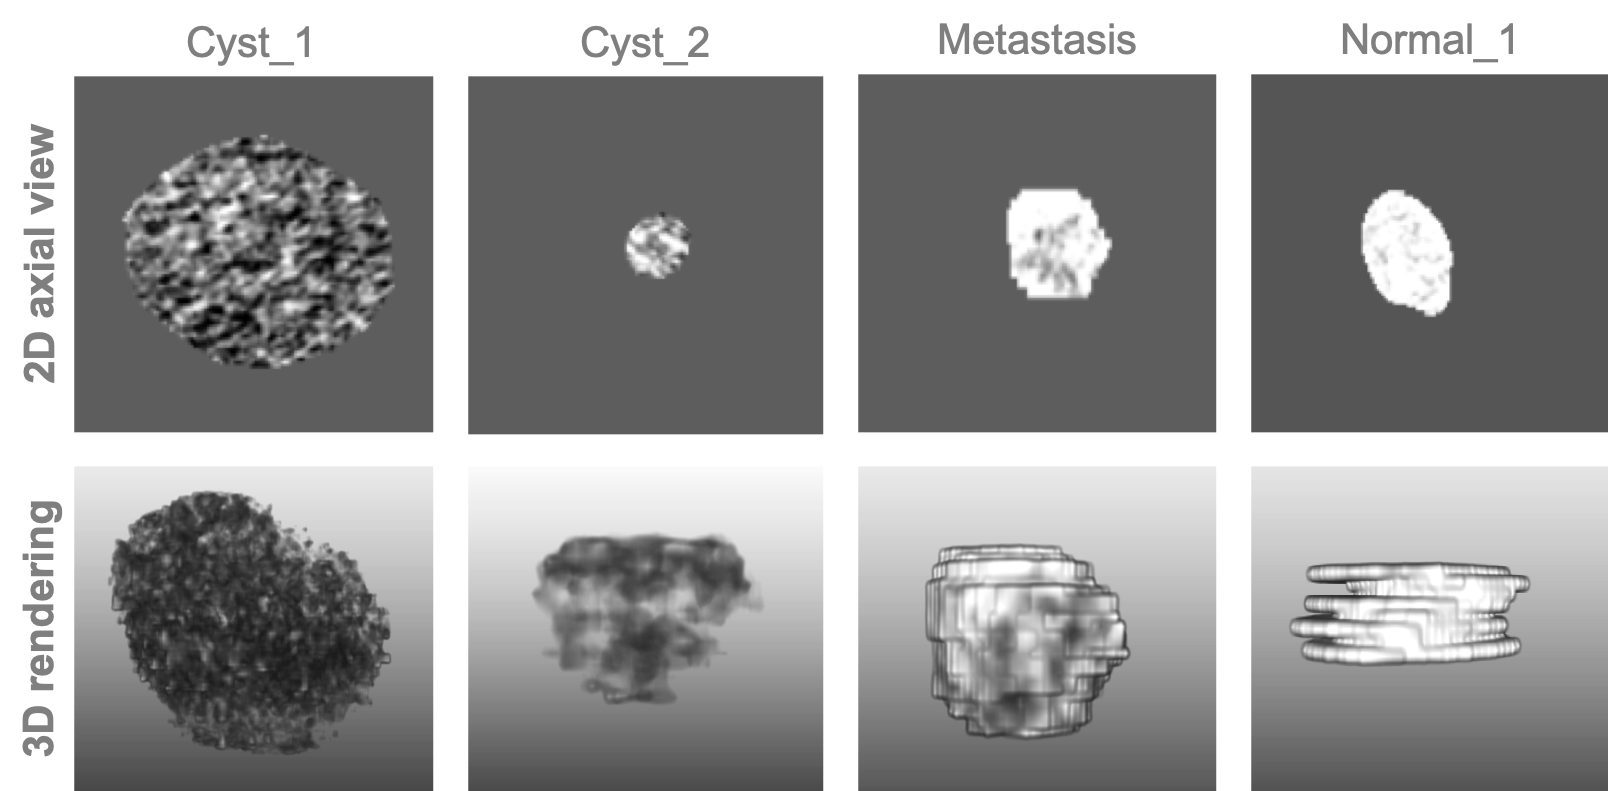 Cyst_1
Cyst_2
Metastasis
Normal_1
2D axial view
3D rendering